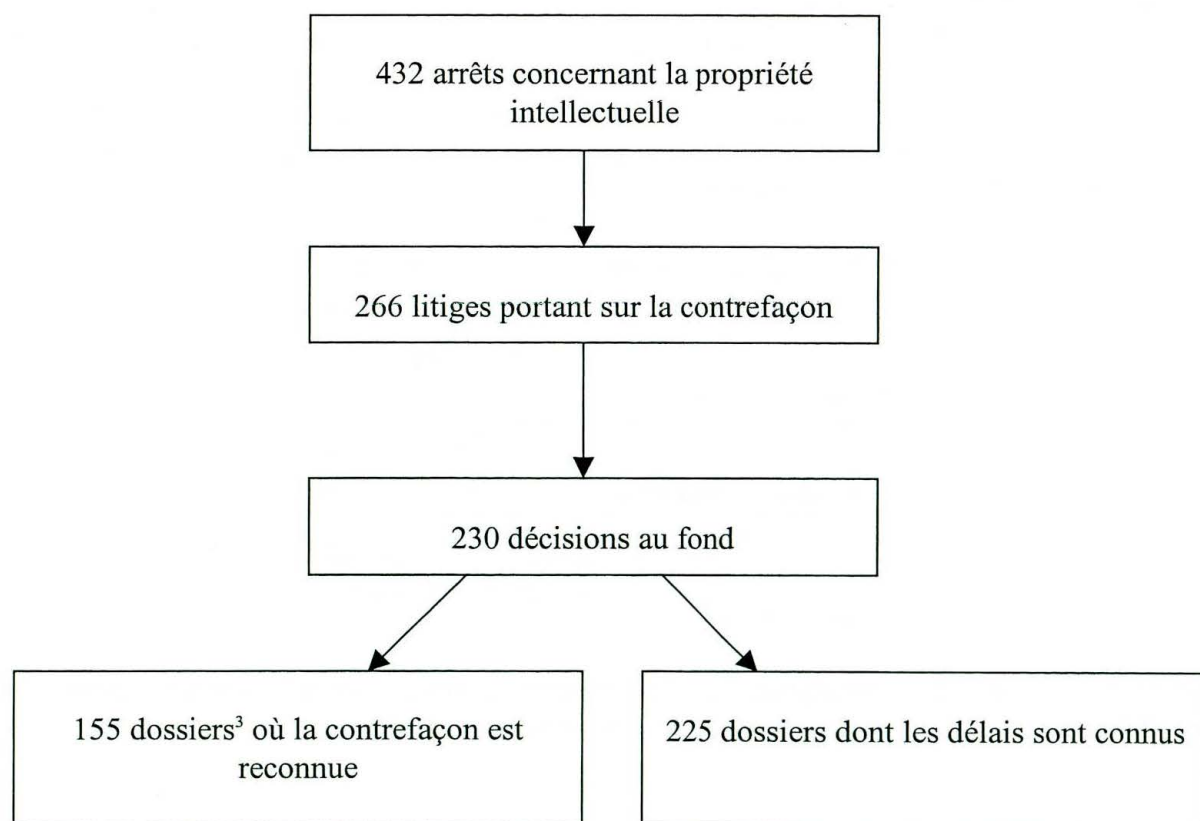 432 arrêts concernant la propriété
intellectuelle
266 litiges portant sur la contrefaçon
230 décisions au fond
155 dossiers³ où la contrefaçon est
reconnue
225 dossiers dont les délais sont connus